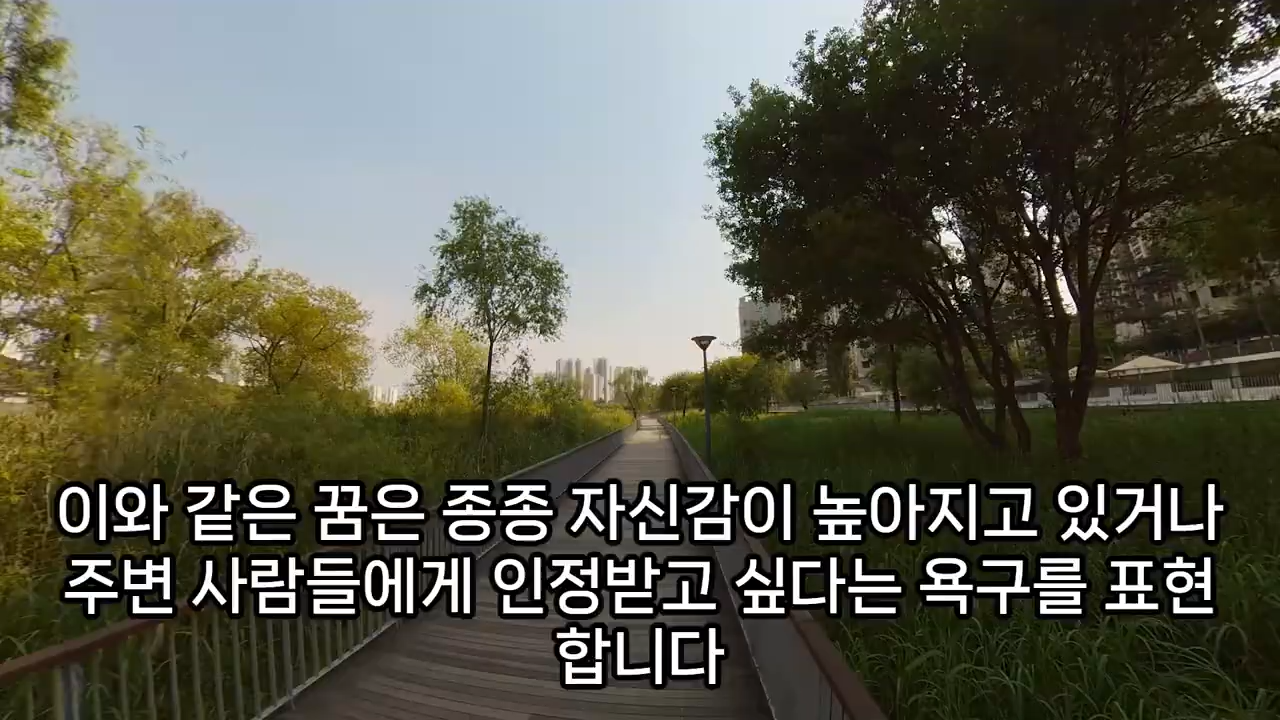 이와 같은 꿈은 종종 자신감이 높아지고 있거나
주변 사람들에게 인정받고 싶다는 욕구를 표현
합니다